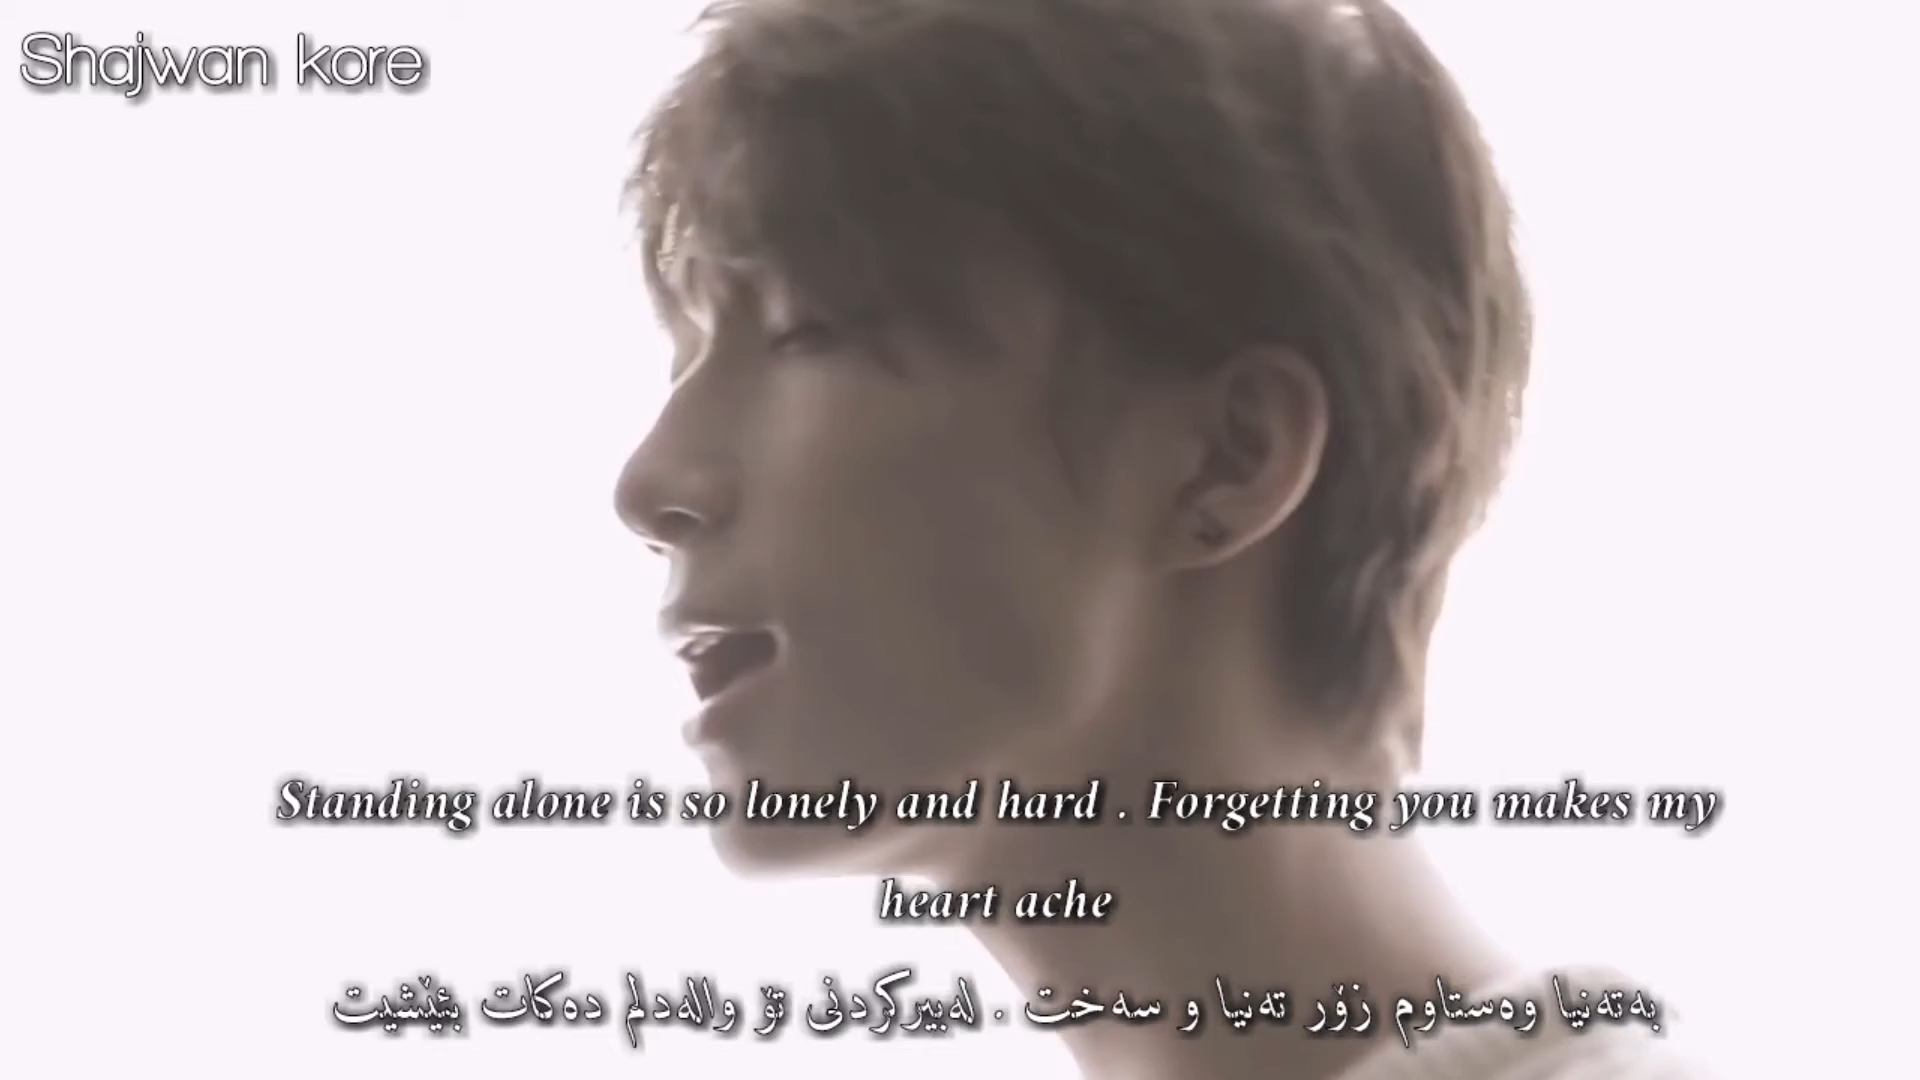 Shajwan kore
Standing alone is so lonely and hard . Forgetting you makes my
heart ache
بەتەنیا وەستاوم زۆر تەنیا و سەخت . لەبیرکردنی تۆ والەدلم دەکات بئێشیت